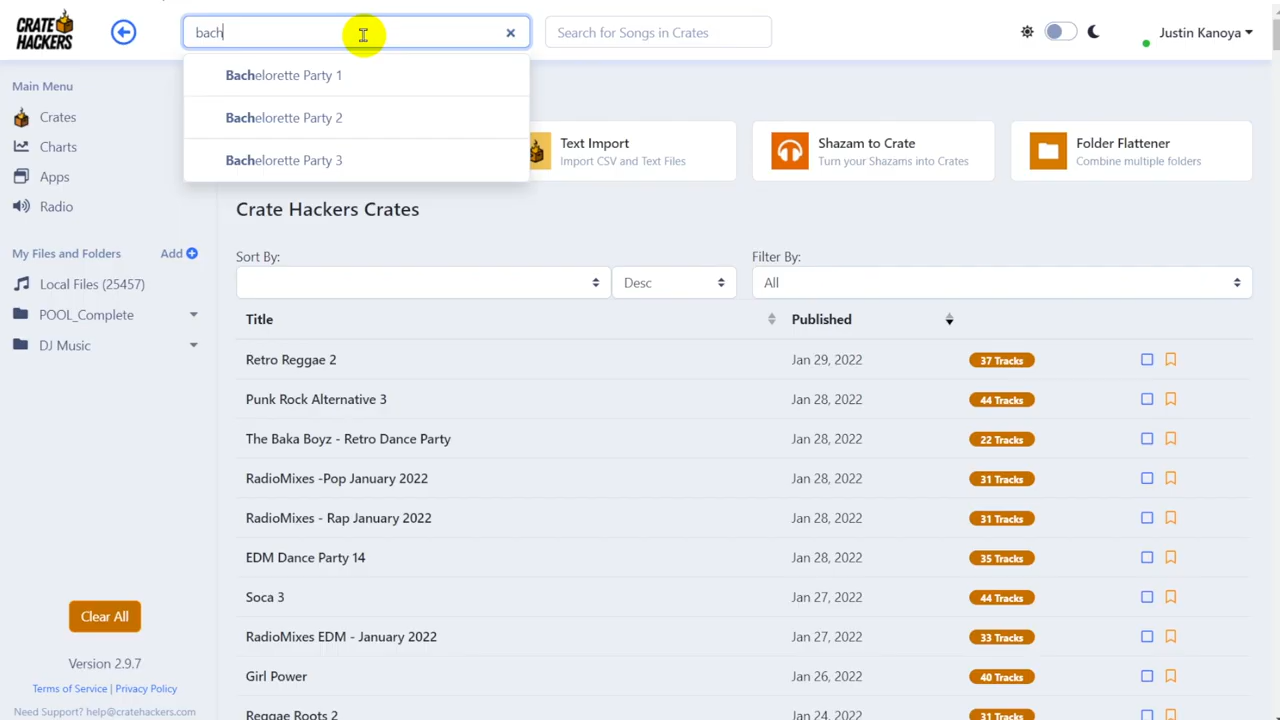 CRATE
HACKERS
bach
Search for Songs in Crates
Justin Kanoya
Bachelorette Party 1
Bachelorette Party 2
Bachelorette Party 3
Main Menu
Crates
Charts
Apps
Radio
My Files and Folders Add
Local Files (25457)
POOL_Complete
DJ Music
Clear All
Version 2.9.7
Terms of Service | Privacy Policy
Need Support? help@cratehackers.com
Text Import
Import CSV and Text Files
Shazam to Crate
Turn your Shazams into Crates
Folder Flattener
Combine multiple folders
Crate Hackers Crates
Sort By:
Desc
Filter By:
All
Title Published
Retro Reggae 2 Jan 29, 2022 37 Tracks
Punk Rock Alternative 3 Jan 28, 2022 44 Tracks
The Baka Boyz - Retro Dance Party Jan 28, 2022 22 Tracks
RadioMixes -Pop January 2022 Jan 28, 2022 31 Tracks
RadioMixes - Rap January 2022 Jan 28, 2022 31 Tracks
EDM Dance Party 14 Jan 28, 2022 35 Tracks
Soca 3 Jan 27, 2022 44 Tracks
RadioMixes EDM - January 2022 Jan 27, 2022 33 Tracks
Girl Power Jan 26, 2022 40 Tracks
Reggae Roots 2 Jan 24, 2022 31 Tracks